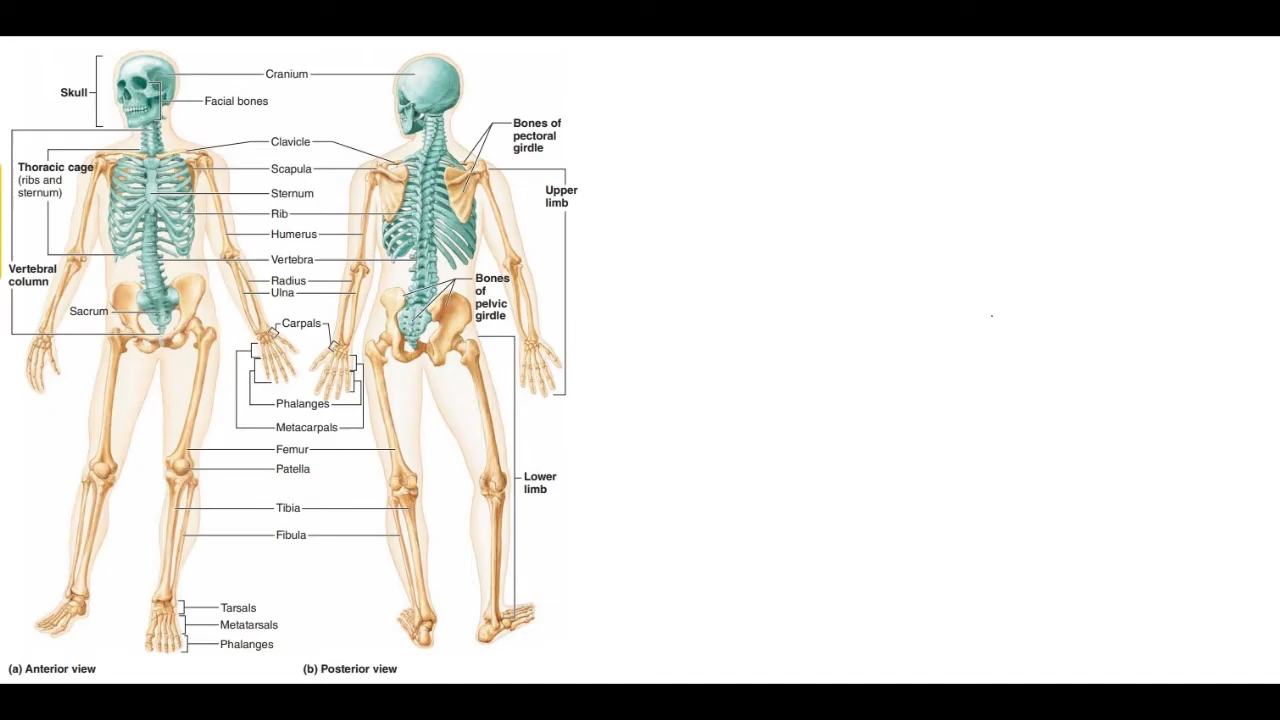 Cranium
Skull
Facial bones
Bones of
pectoral
girdle
Clavicle
Thoracic cage
(ribs and
sternum)
Scapula
Upper
limb
Sternum
Rib
Humerus
Vertebra
Vertebral
column
Radius
Bones
of
pelvic
girdle
Ulna
Sacrum
Carpals
Phalanges
Metacarpals
Femur
Patella
Lower
limb
Tibia
Fibula
Tarsals
Metatarsals
Phalanges
(a) Anterior view
(b) Posterior view